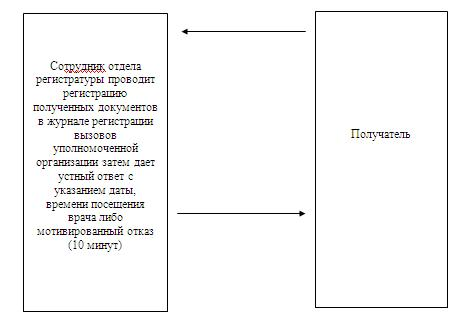 Сотрудник отдела
регистратуры проводит
регистрацию
полученных документов
в журнале регистрации
вызовов
уполномоченной
организации затем дает
устный ответ с
указанием даты,
времени посещения
врача либо
мотивированный отказ
(10 минут)
Получатель